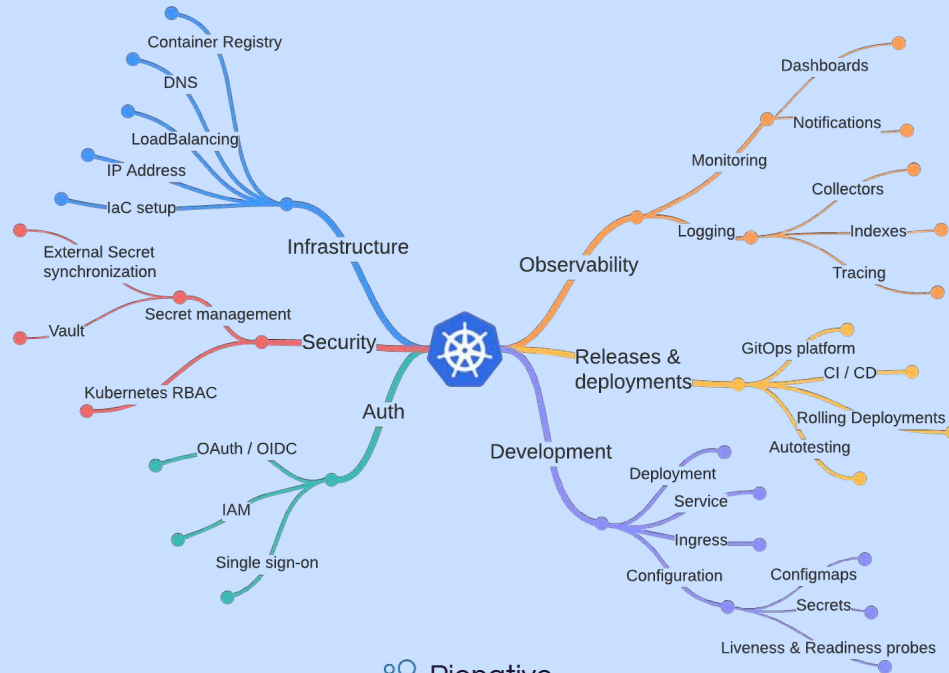 Container Registry
DNS
LoadBalancing
IP Address
IaC setup
Infrastructure
External Secret
synchronization
Secret management
Vault
Security
Kubernetes RBAC
Auth
OAuth / OIDC
IAM
Single sign-on
Dashboards
Notifications
Monitoring
Collectors
Logging
Indexes
Tracing
Observability
Releases &
deployments
GitOps platform
CI / CD
Rolling Deployments
Autotesting
Development
Deployment
Service
Ingress
Configuration
Configmaps
Secrets
Liveness & Readiness probes